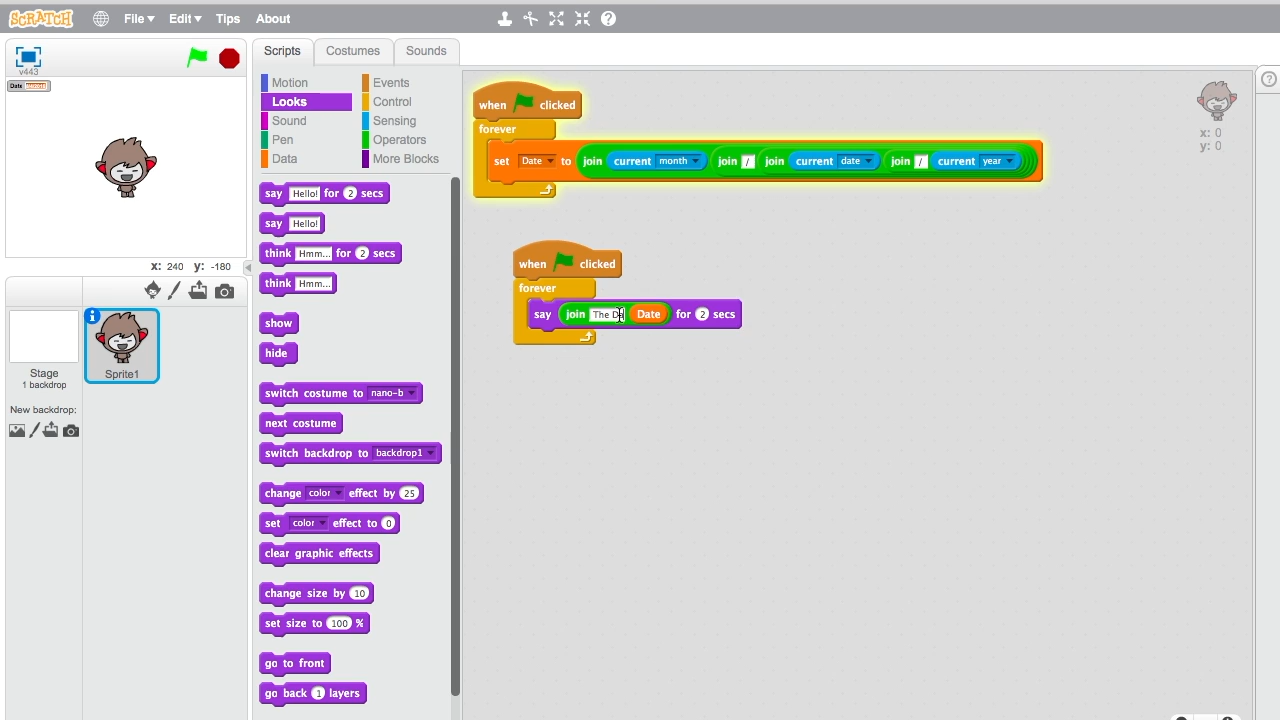 SCRATCH File Edit Tips About
v443
Date
Scripts Costumes Sounds
Motion Events
Looks Control
Sound Sensing
Pen Operators
Data More Blocks
say Hello! for 2 secs
say Hello!
think Hmm... for 2 secs
think Hmm...
show
hide
switch costume to nano-b
next costume
switch backdrop to backdrop1
change color effect by 25
set color effect to 0
clear graphic effects
change size by 10
set size to 100 %
go to front
go back 1 layers
when clicked
forever
set Date to join current month join / join current date join / current year
when clicked
forever
say join The Da Date for 2 secs
x: 0
y: 0
x: 240 y: -180
Stage
1 backdrop
New backdrop:
Sprite1